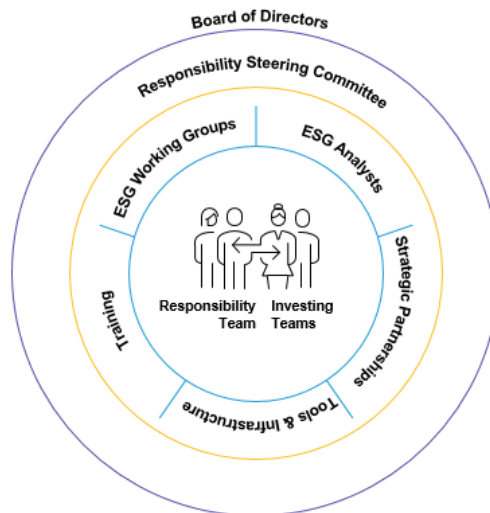 Board of Directors
Responsibility Steering Committee
ESG Working Groups
ESG Analysts
Strategic Partnerships
Tools & Infrastructure
Training
Responsibility Team
Investing Teams